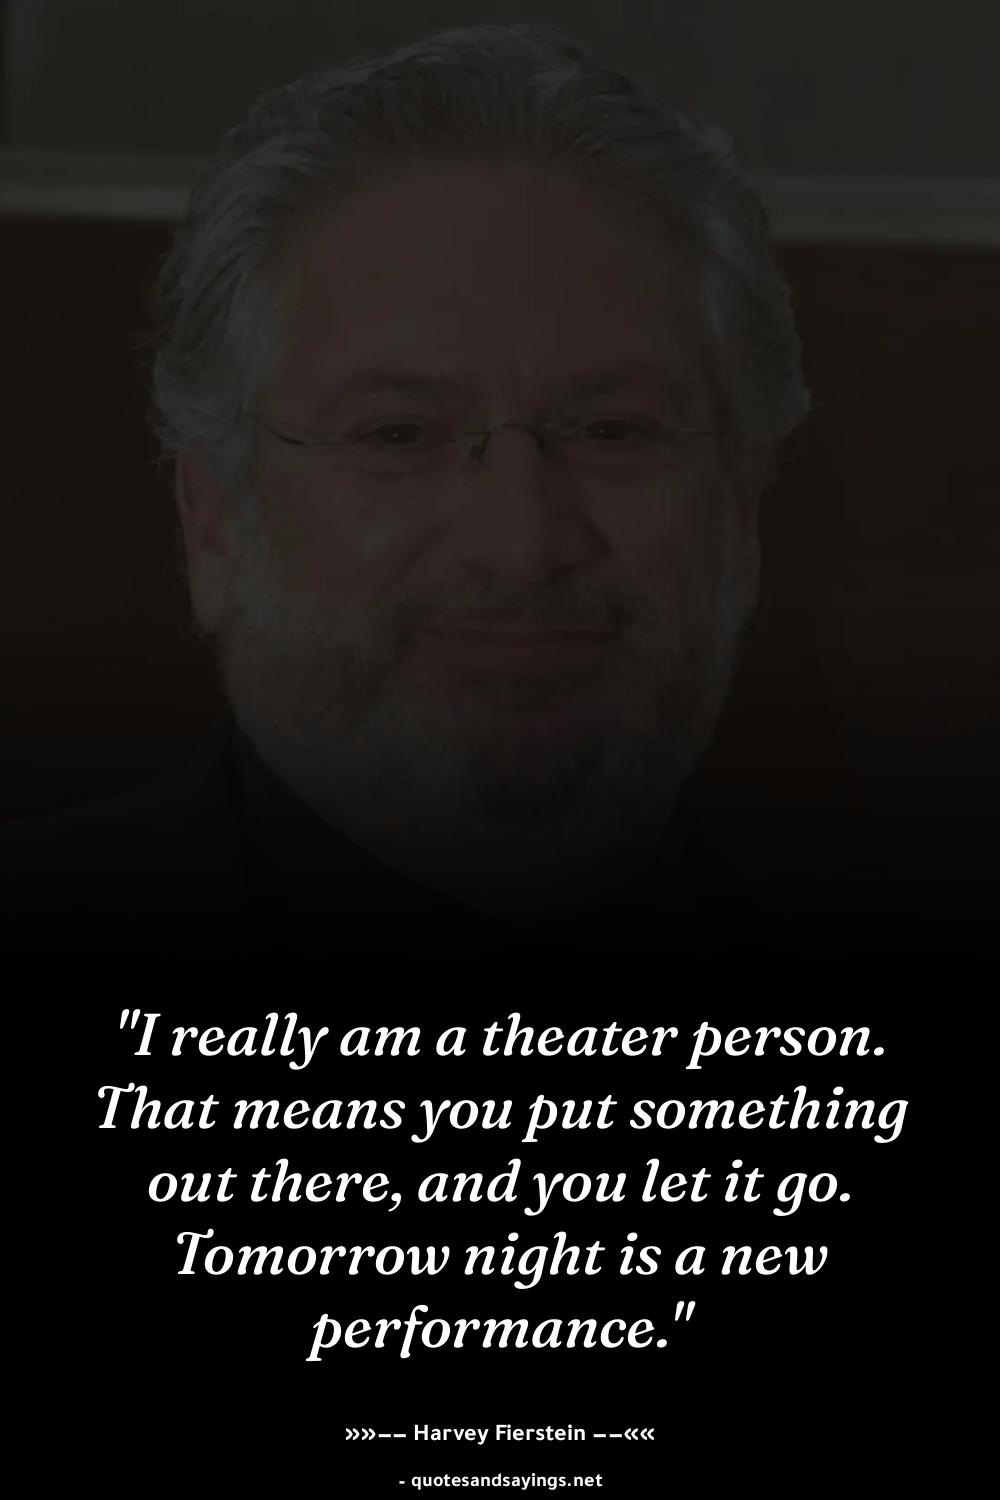 "I really am a theater person.
That means you put something
out there, and you let it go.
Tomorrow night is a new
performance."
»»−− Harvey Fierstein −−««
- quotesandsayings.net